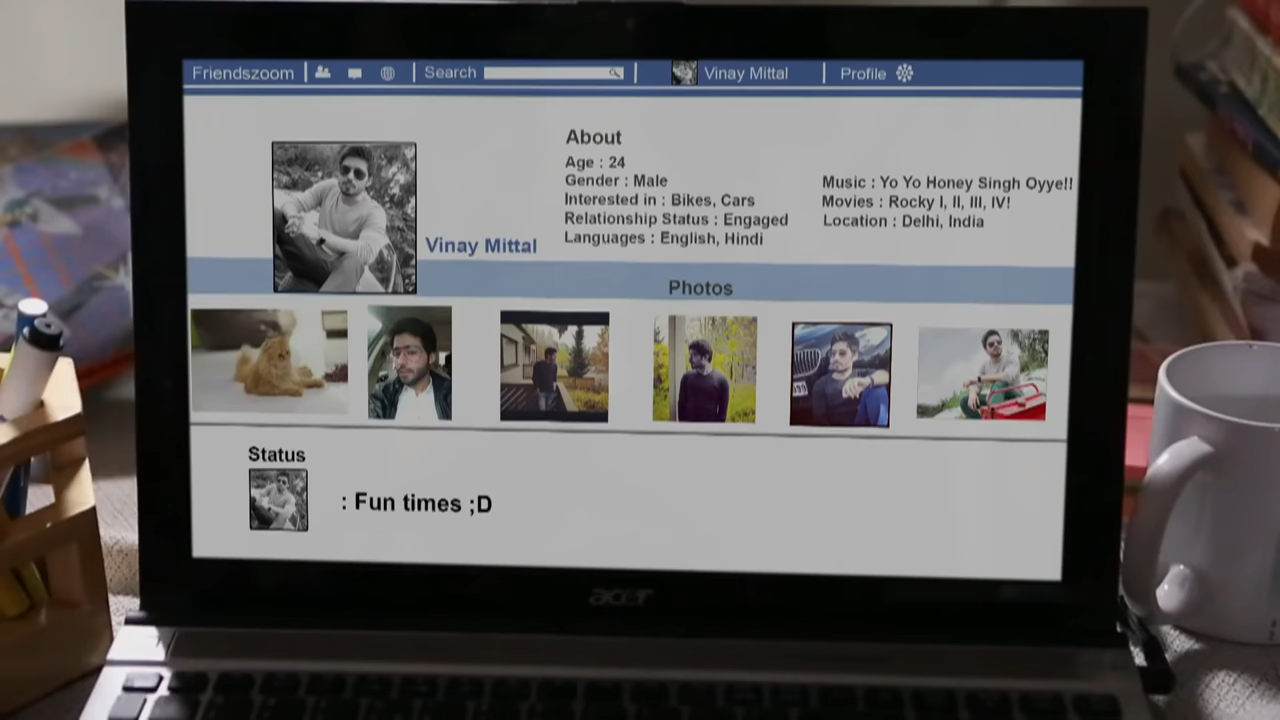 Friendszoom
Search
Vinay Mittal
Profile
About
Age : 24
Gender : Male
Interested in : Bikes, Cars
Relationship Status : Engaged
Languages : English, Hindi
Music : Yo Yo Honey Singh Oyye!!
Movies : Rocky I, II, III, IV!
Location : Delhi, India
Vinay Mittal
Photos
Status
: Fun times ;D
acer